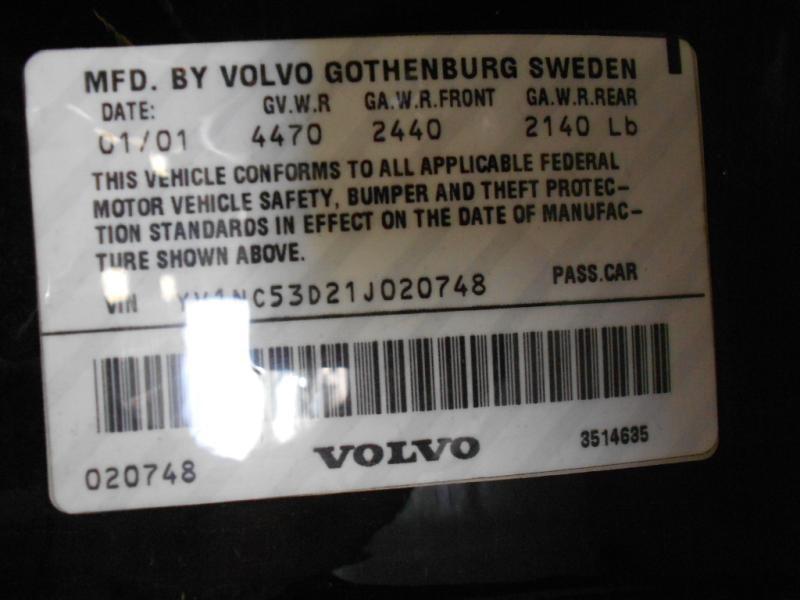 MFD. BY VOLVO GOTHENBURG SWEDEN
DATE: GV.W.R GA.W.R.FRONT GA.W.R.REAR
01/01 4470 2440 2140 Lb
THIS VEHICLE CONFORMS TO ALL APPLICABLE FEDERAL
MOTOR VEHICLE SAFETY, BUMPER AND THEFT PROTEC-
TION STANDARDS IN EFFECT ON THE DATE OF MANUFAC-
TURE SHOWN ABOVE.
VIN YV1NC53D21J020748 PASS.CAR
020748 VOLVO 3514635